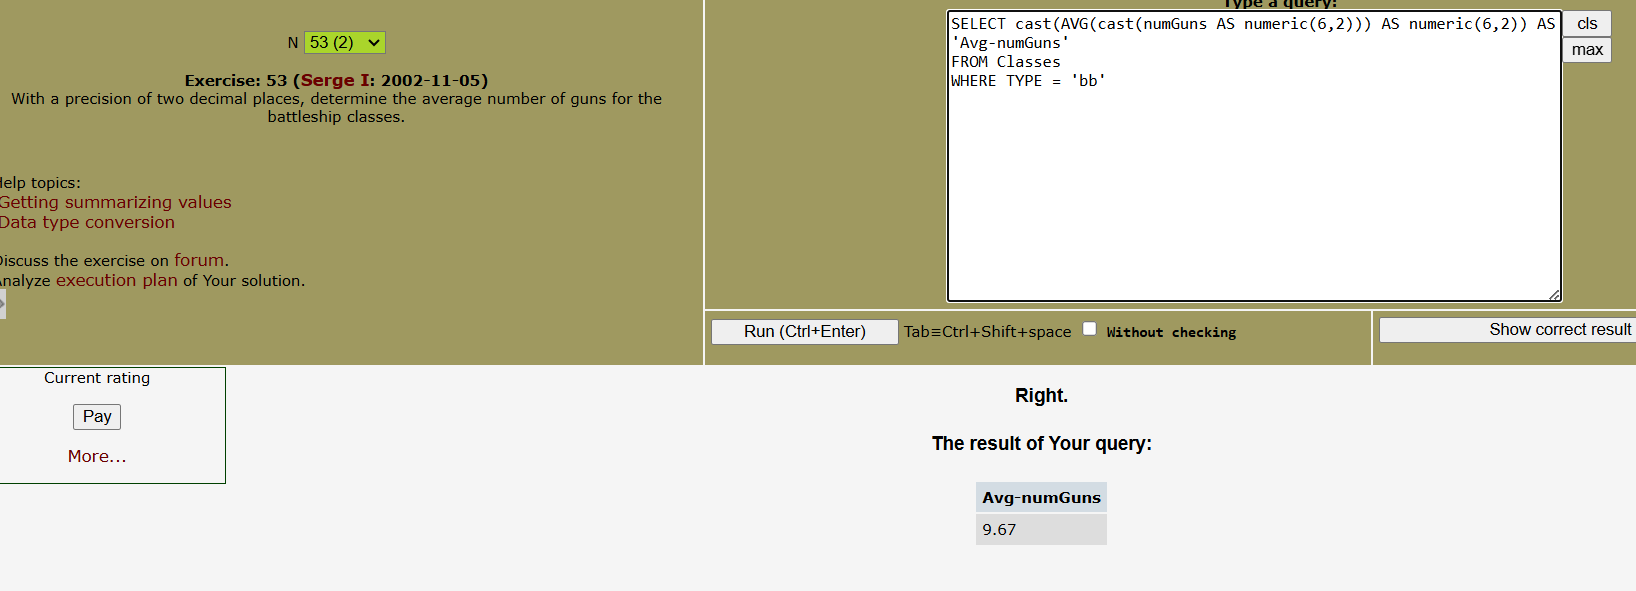 N 53 (2)
Exercise: 53 (Serge I: 2002-11-05)
With a precision of two decimal places, determine the average number of guns for the
battleship classes.
Help topics:
Getting summarizing values
Data type conversion
Discuss the exercise on forum.
Analyze execution plan of Your solution.
Type a query:
SELECT cast(AVG(cast(numGuns AS numeric(6,2))) AS numeric(6,2)) AS
'Avg-numGuns'
FROM Classes
WHERE TYPE = 'bb'
cls
max
Run (Ctrl+Enter) Tab≡Ctrl+Shift+space Without checking
Show correct result
Current rating
Pay
More...
Right.
The result of Your query:
Avg-numGuns
9.67